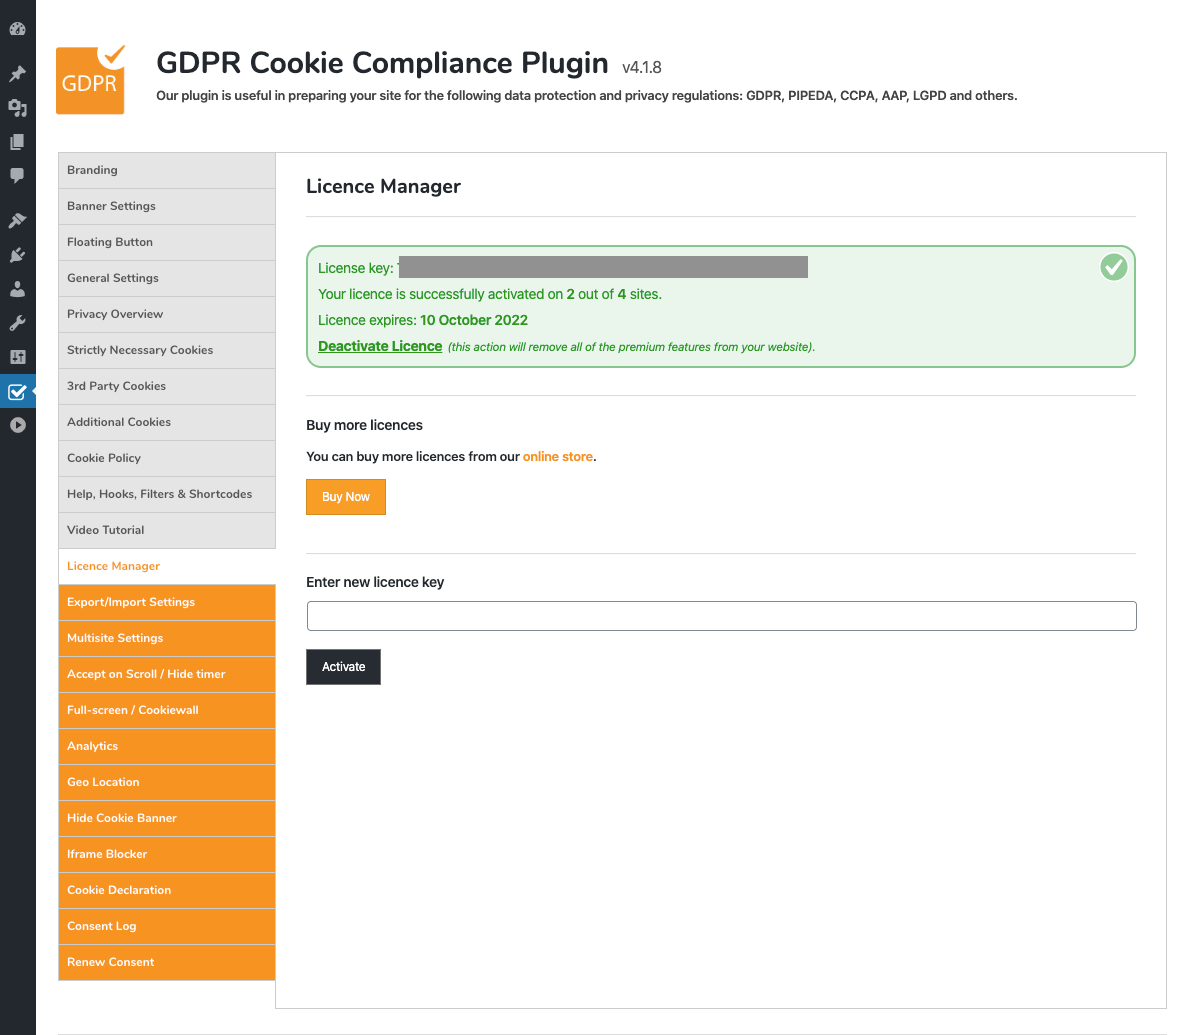 GDPR
GDPR Cookie Compliance Plugin v4.1.8
Our plugin is useful in preparing your site for the following data protection and privacy regulations: GDPR, PIPEDA, CCPA, AAP, LGPD and others.
Branding
Banner Settings
Floating Button
General Settings
Privacy Overview
Strictly Necessary Cookies
3rd Party Cookies
Additional Cookies
Cookie Policy
Help, Hooks, Filters & Shortcodes
Video Tutorial
Licence Manager
Export/Import Settings
Multisite Settings
Accept on Scroll / Hide timer
Full-screen / Cookiewall
Analytics
Geo Location
Hide Cookie Banner
Iframe Blocker
Cookie Declaration
Consent Log
Renew Consent
Licence Manager
License key:
Your licence is successfully activated on 2 out of 4 sites.
Licence expires: 10 October 2022
Deactivate Licence (this action will remove all of the premium features from your website).
Buy more licences
You can buy more licences from our online store.
Buy Now
Enter new licence key
Activate